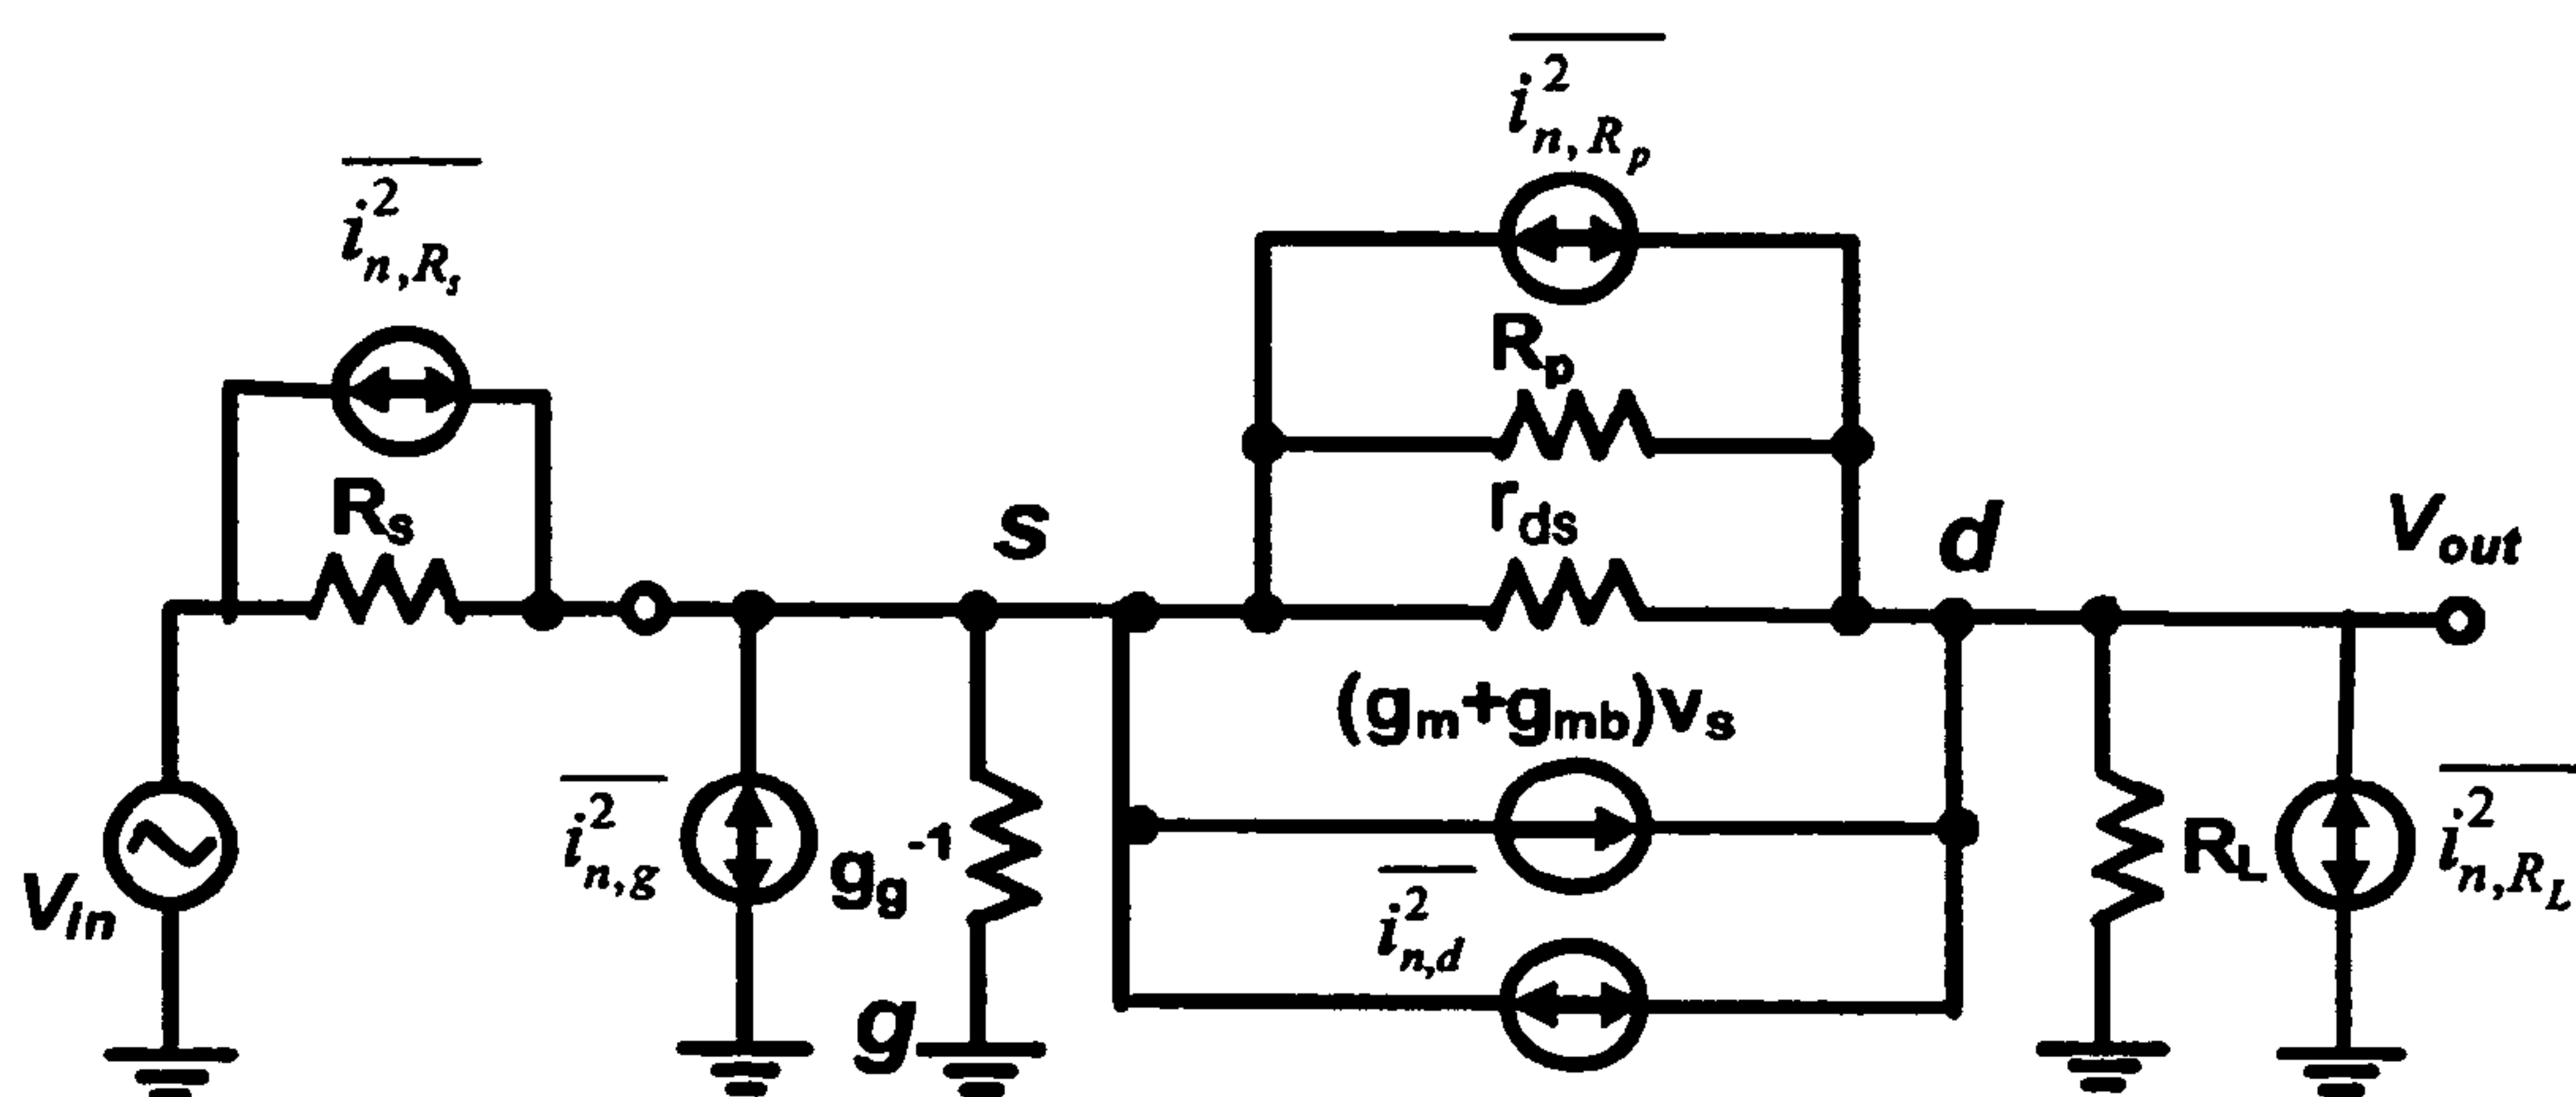 i²n,Rp
i²n,Rs
Rp
Rs
rds
s
d
Vout
(gm+gmb)vs
i²n,g
gg⁻¹
i²n,d
RL
i²n,RL
Vin
g